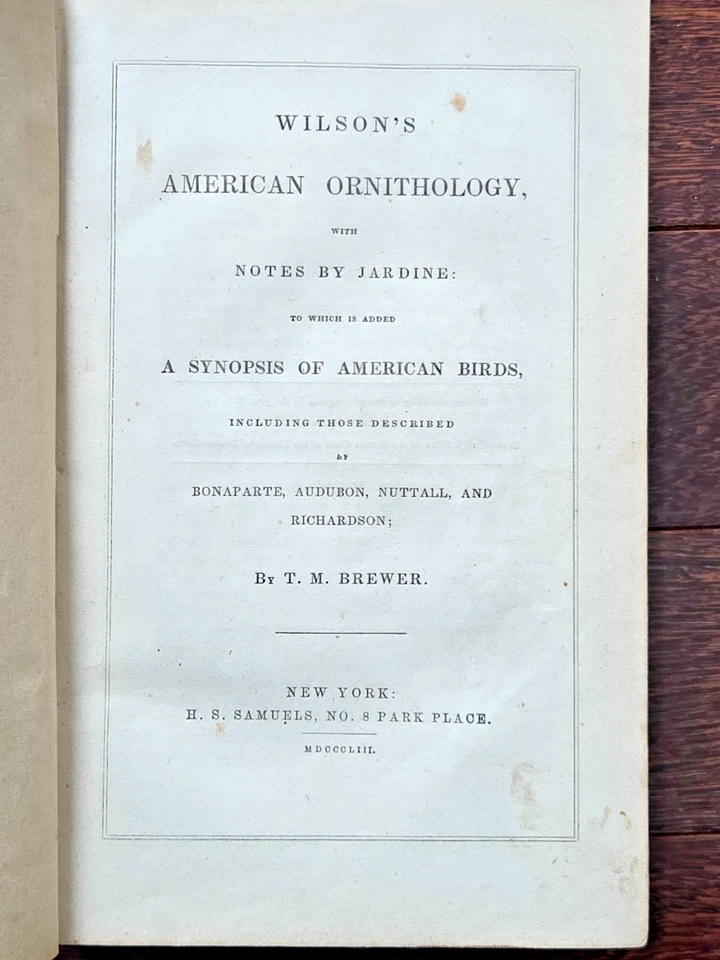 WILSON'S
AMERICAN ORNITHOLOGY,
WITH
NOTES BY JARDINE:
TO WHICH IS ADDED
A SYNOPSIS OF AMERICAN BIRDS,
INCLUDING THOSE DESCRIBED
BY
BONAPARTE, AUDUBON, NUTTALL, AND
RICHARDSON;
BY T. M. BREWER.
NEW YORK:
H. S. SAMUELS, NO. 8 PARK PLACE.
MDCCCLIII.